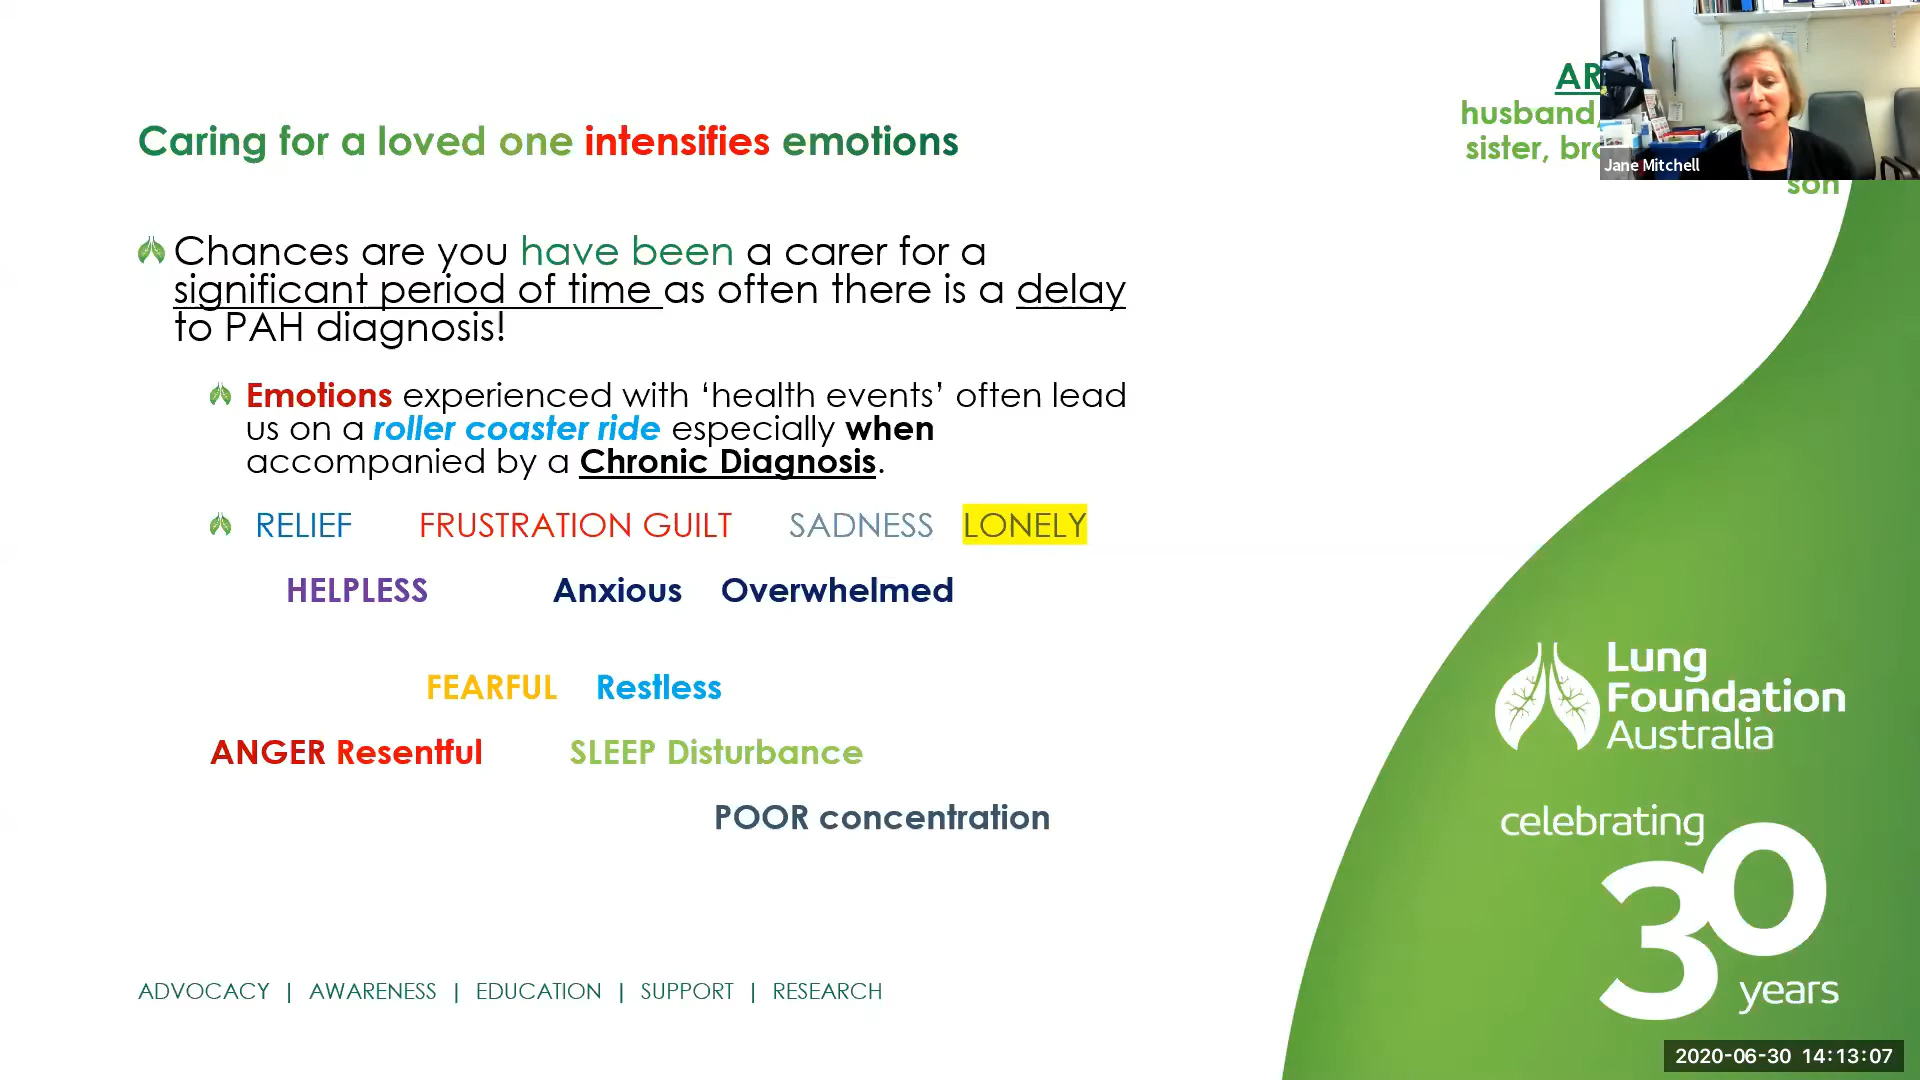 Caring for a loved one intensifies emotions
husband
sister,
son
Jane Mitchell
Chances are you have been a carer for a
significant period of time as often there is a delay
to PAH diagnosis!
Emotions experienced with ‘health events’ often lead
us on a roller coaster ride especially when
accompanied by a Chronic Diagnosis.
RELIEF FRUSTRATION GUILT SADNESS LONELY
HELPLESS Anxious Overwhelmed
FEARFUL Restless
ANGER Resentful SLEEP Disturbance
POOR concentration
Lung
Foundation
Australia
celebrating
30
years
ADVOCACY | AWARENESS | EDUCATION | SUPPORT | RESEARCH
2020-06-30 14:13:07